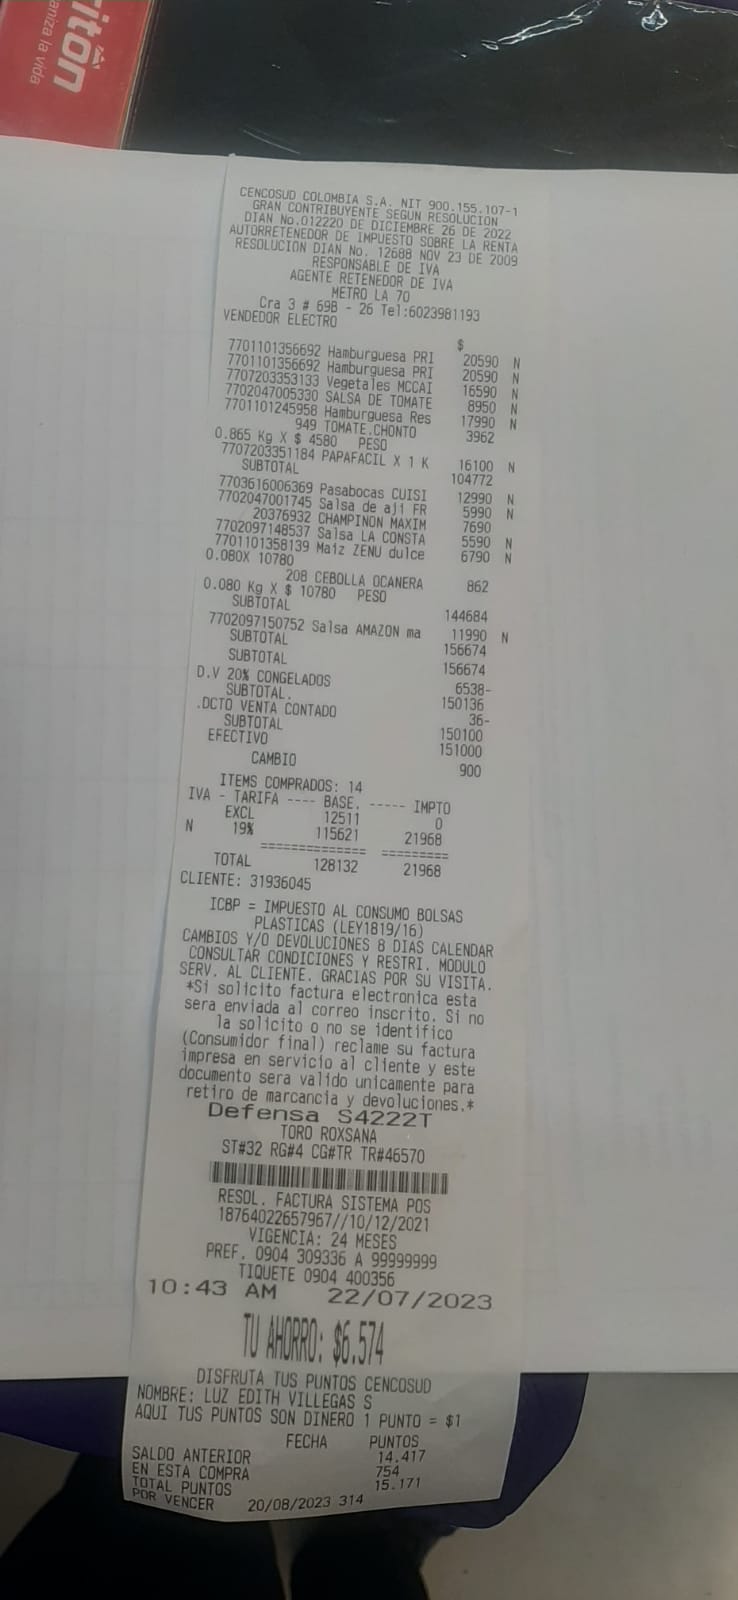 itón
aniza la vida
CENCOSUD COLOMBIA S.A. NIT 900.155.107-1
GRAN CONTRIBUYENTE SEGUN RESOLUCION
DIAN No.012220 DE DICIEMBRE 26 DE 2022
AUTORRETENEDOR DE IMPUESTO SOBRE LA RENTA
RESOLUCION DIAN No. 12688 NOV 23 DE 2009
RESPONSABLE DE IVA
AGENTE RETENEDOR DE IVA
METRO LA 70
Cra 3 # 69B - 26 Tel:6023981193
VENDEDOR ELECTRO
$
7701101356692 Hamburguesa PRI 20590 N
7701101356692 Hamburguesa PRI 20590 N
7707203353133 Vegetales MCCAI 16590 N
7702047005330 SALSA DE TOMATE 8950 N
7701101245958 Hamburguesa Res 17990 N
949 TOMATE.CHONTO 3962
0.865 Kg X $ 4580 PESO
7707203351184 PAPAFACIL X 1 K 16100 N
SUBTOTAL 104772
7703616006369 Pasabocas CUISI 12990 N
7702047001745 Salsa de aji FR 5990 N
20376932 CHAMPINON MAXIM 7690
7702097148537 Salsa LA CONSTA 5590 N
7701101358139 Maiz ZENU dulce 6790 N
0.080X 10780
208 CEBOLLA OCANERA 862
0.080 Kg X $ 10780 PESO
SUBTOTAL 144684
7702097150752 Salsa AMAZON ma 11990 N
SUBTOTAL 156674
SUBTOTAL 156674
D.V 20% CONGELADOS 6538-
SUBTOTAL. 150136
.DCTO VENTA CONTADO 36-
SUBTOTAL 150100
EFECTIVO 151000
CAMBIO 900
ITEMS COMPRADOS: 14
IVA - TARIFA ---- BASE. ----- IMPTO
EXCL 12511 0
N 19% 115621 21968
============== =========
TOTAL 128132 21968
CLIENTE: 31936045
ICBP = IMPUESTO AL CONSUMO BOLSAS
PLASTICAS (LEY1819/16)
CAMBIOS Y/O DEVOLUCIONES 8 DIAS CALENDAR
CONSULTAR CONDICIONES Y RESTRI. MODULO
SERV. AL CLIENTE. GRACIAS POR SU VISITA.
*Si solicito factura electronica esta
sera enviada al correo inscrito. Si no
la solicito o no se identifico
(Consumidor final) reclame su factura
impresa en servicio al cliente y este
documento sera valido unicamente para
retiro de marcancia y devoluciones.*
Defensa S4222T
TORO ROXSANA
ST#32 RG#4 CG#TR TR#46570
RESOL. FACTURA SISTEMA POS
18764022657967//10/12/2021
VIGENCIA: 24 MESES
PREF. 0904 309336 A 99999999
TIQUETE 0904 400356
10:43 AM 22/07/2023
TU AHORRO: $6.574
DISFRUTA TUS PUNTOS CENCOSUD
NOMBRE: LUZ EDITH VILLEGAS S
AQUI TUS PUNTOS SON DINERO 1 PUNTO = $1
FECHA PUNTOS
SALDO ANTERIOR 14.417
EN ESTA COMPRA 754
TOTAL PUNTOS 15.171
POR VENCER 20/08/2023 314